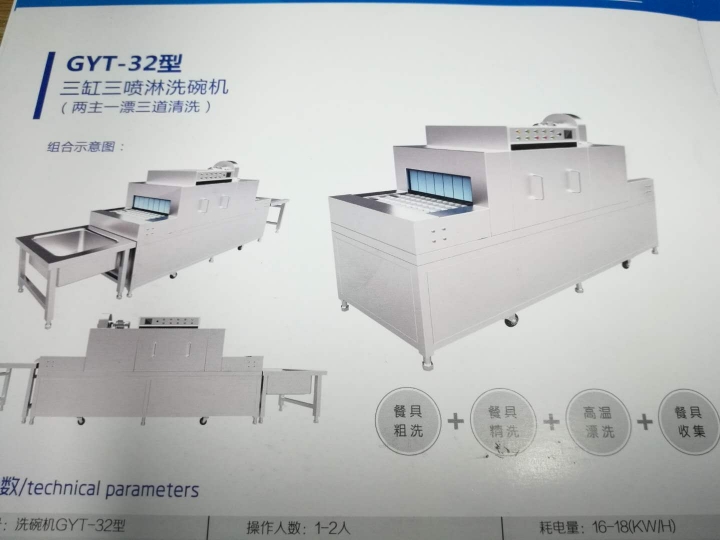 GYT-32型
三缸三喷淋洗碗机
（两主一漂三道清洗）
组合示意图：
餐具
粗洗
+
餐具
精洗
+
高温
漂洗
+
餐具
收集
数/technical parameters
：洗碗机GYT-32型
操作人数：1-2人
耗电量：16-18(KW/H)